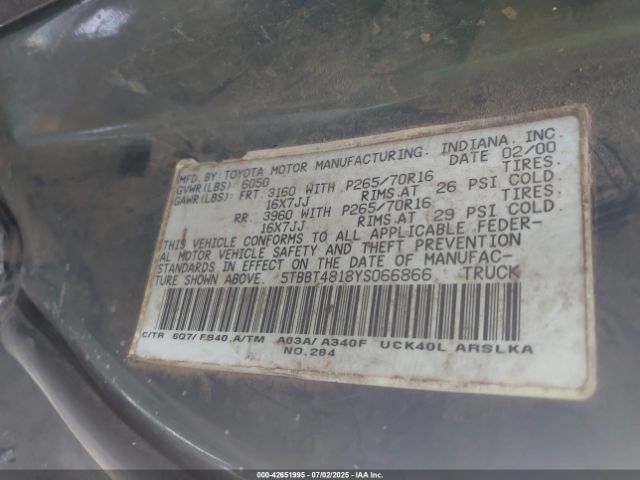 MFD. BY: TOYOTA MOTOR MANUFACTURING. INDIANA, INC.
GVWR(LBS): 6050 DATE 02/00
GAWR(LBS): FRT. 3160 WITH P265/70R16 TIRES.
16X7JJ RIMS.AT 26 PSI COLD
RR. 3960 WITH P265/70R16 TIRES.
16X7JJ RIMS.AT 29 PSI COLD.
THIS VEHICLE CONFORMS TO ALL APPLICABLE FEDER-
AL MOTOR VEHICLE SAFETY AND THEFT PREVENTION
STANDARDS IN EFFECT ON THE DATE OF MANUFAC-
TURE SHOWN ABOVE. 5TBBT4818YS066866 TRUCK
C/TR 6Q7/ FB40.A/TM A03A/ A340F UCK40L ARSLKA
NO.284
000-42651995 - 07/02/2025 - IAAI.COM